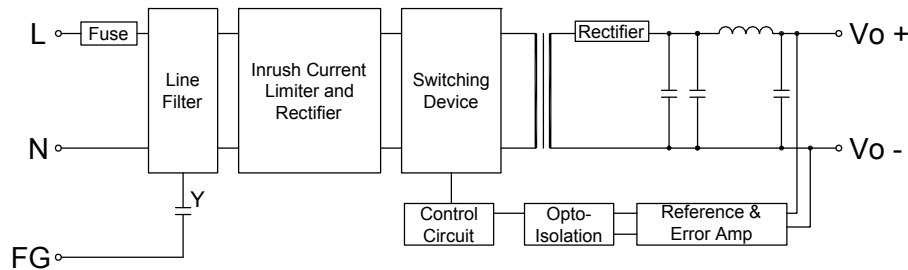 L
Fuse
Line
Filter
Inrush Current
Limiter and
Rectifier
Switching
Device
Rectifier
Vo +
N
Vo -
Y
Control
Circuit
Opto-
Isolation
Reference &
Error Amp
FG